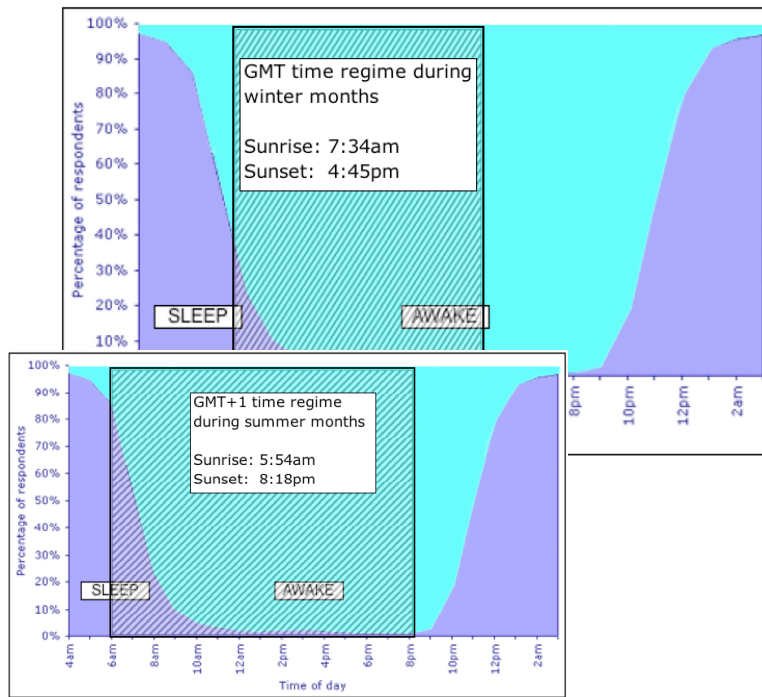 100%
90%
80%
70%
60%
50%
40%
30%
20%
10%
Percentage of respondents
GMT time regime during
winter months
Sunrise: 7:34am
Sunset: 4:45pm
SLEEP
AWAKE
8pm
10pm
12pm
2am
100%
90%
80%
70%
60%
50%
40%
30%
20%
10%
0%
Percentage of respondents
GMT+1 time regime
during summer months
Sunrise: 5:54am
Sunset: 8:18pm
SLEEP
AWAKE
4am
6am
8am
10am
12am
2pm
4pm
6pm
8pm
10pm
12pm
2am
Time of day